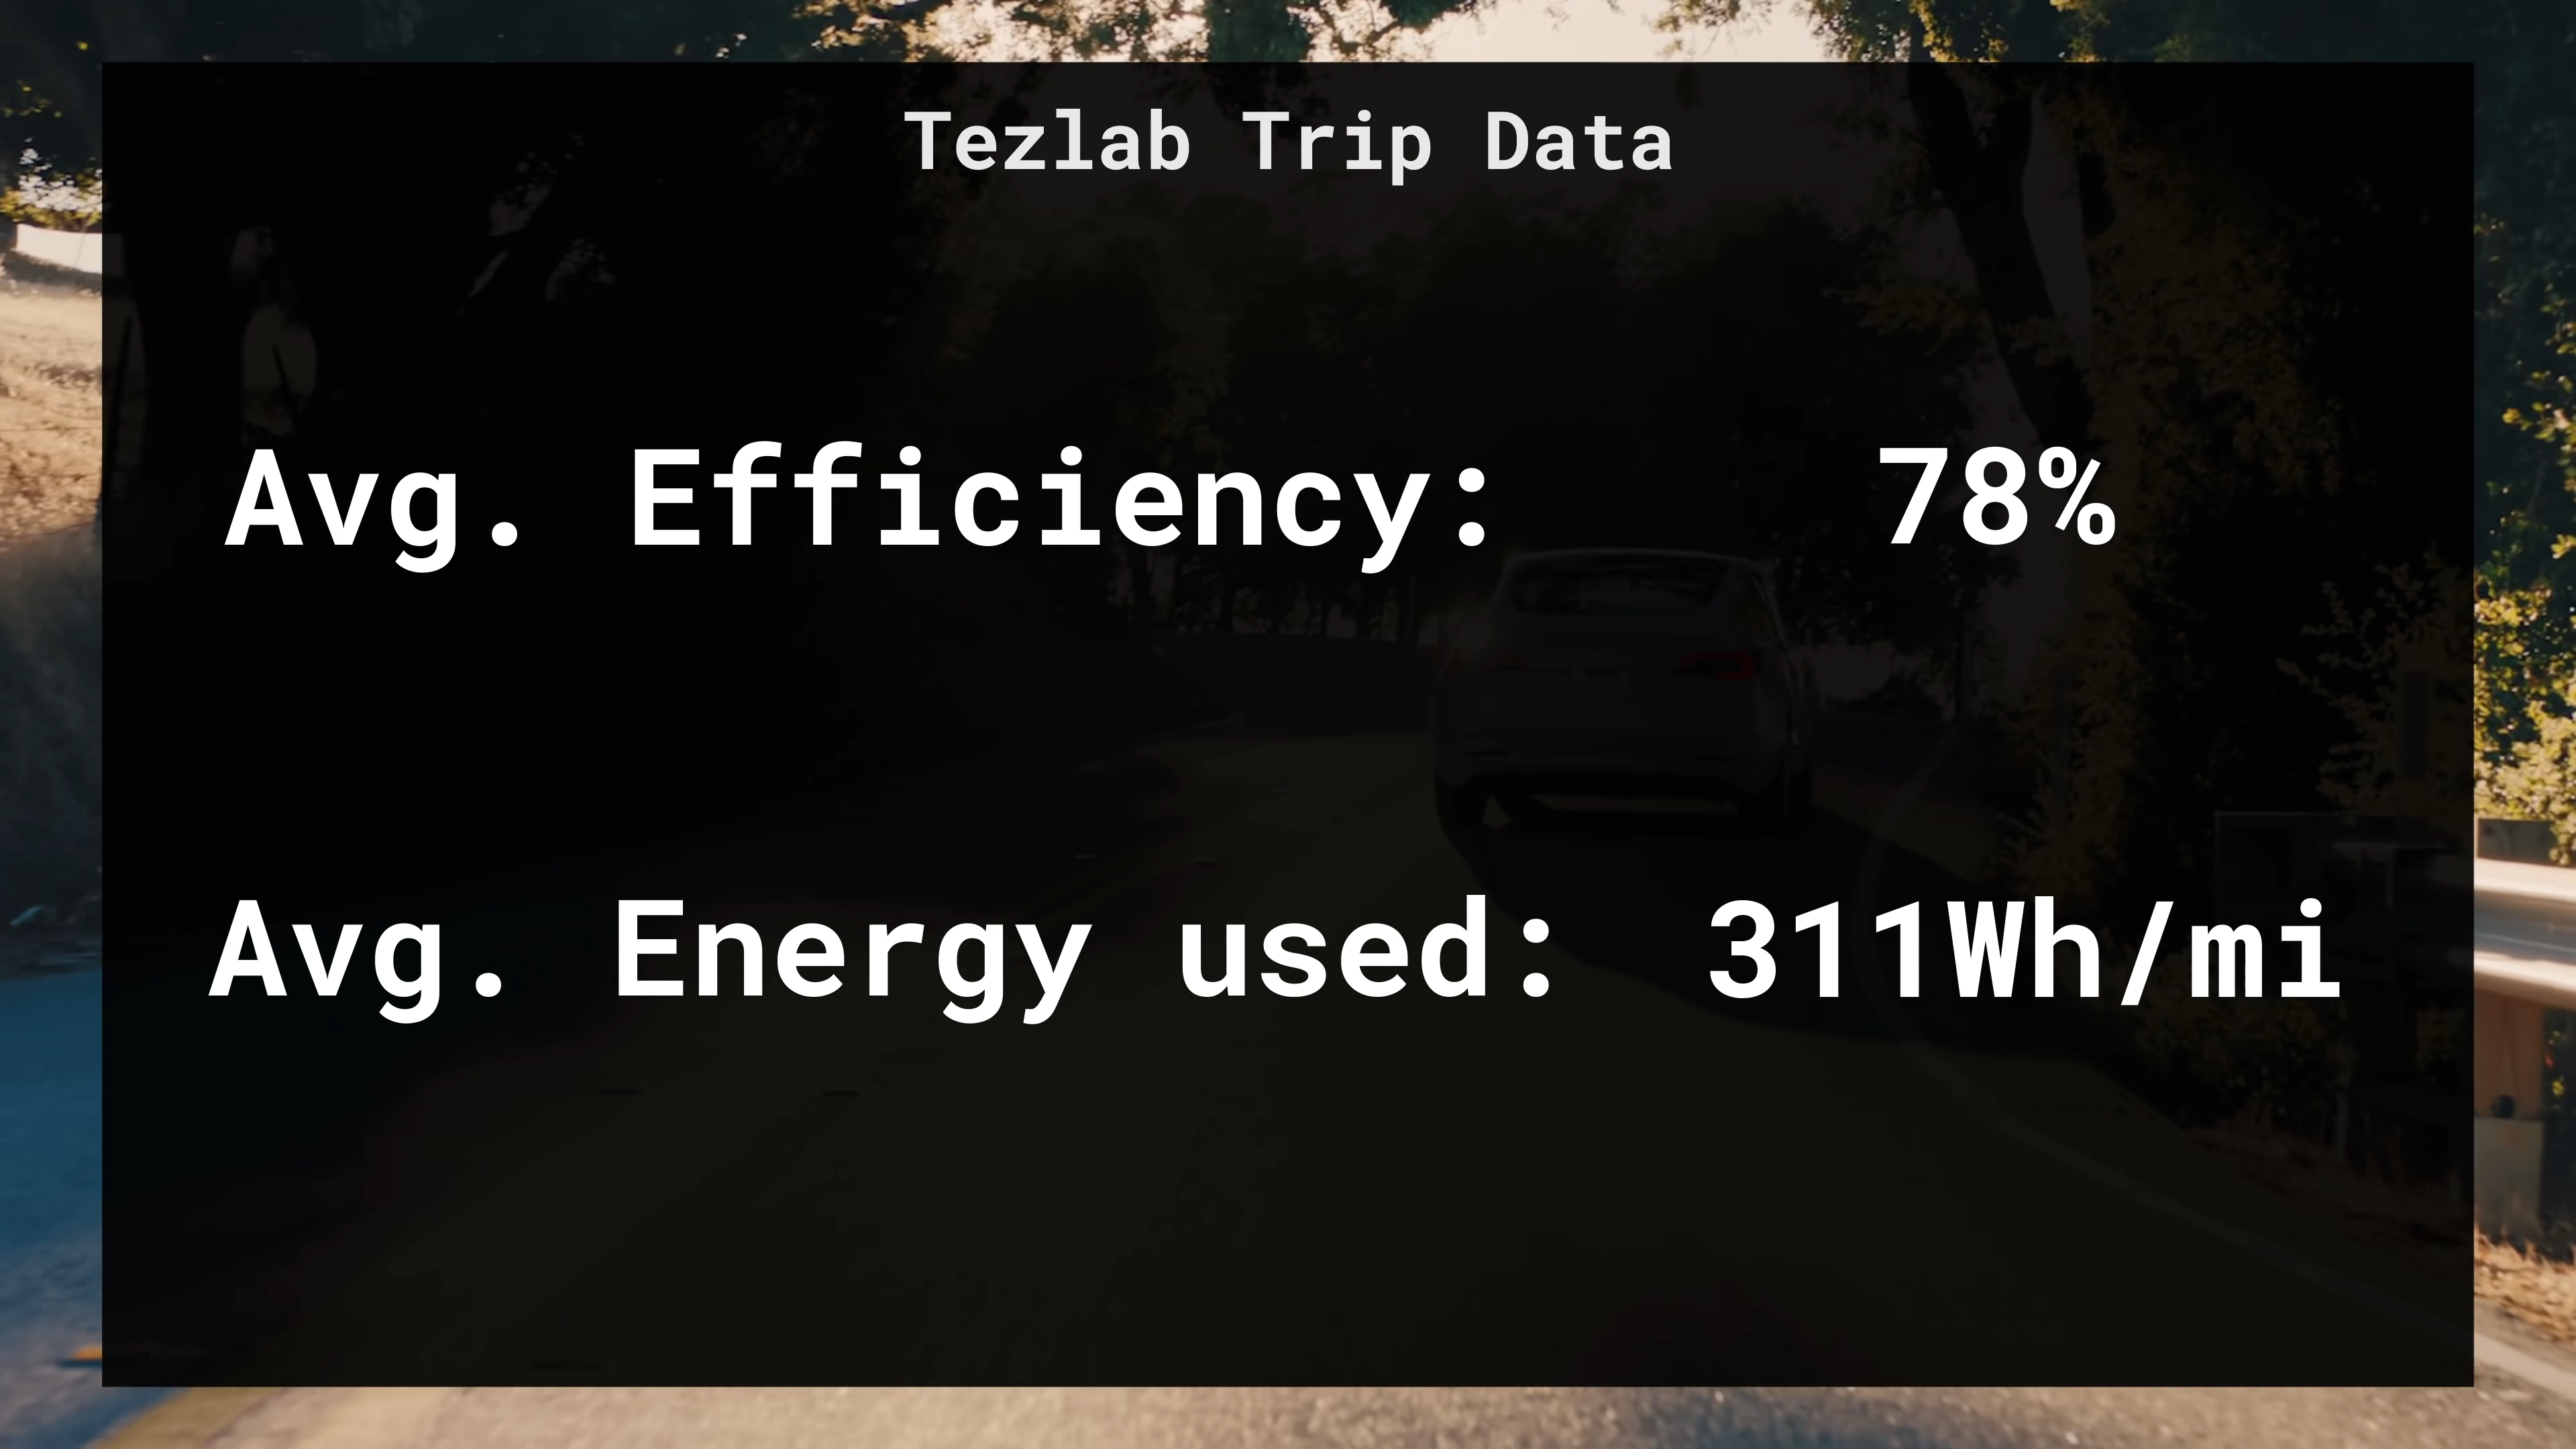 Tezlab Trip Data
Avg. Efficiency: 78%
Avg. Energy used: 311Wh/mi